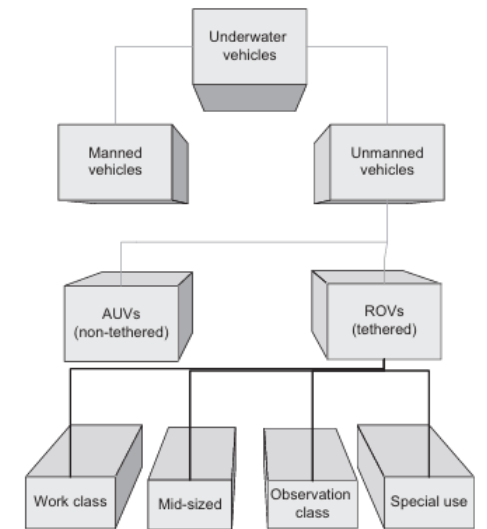 Underwater
vehicles
Manned
vehicles
Unmanned
vehicles
AUVs
(non-tethered)
ROVs
(tethered)
Work class
Mid-sized
Observation
class
Special use